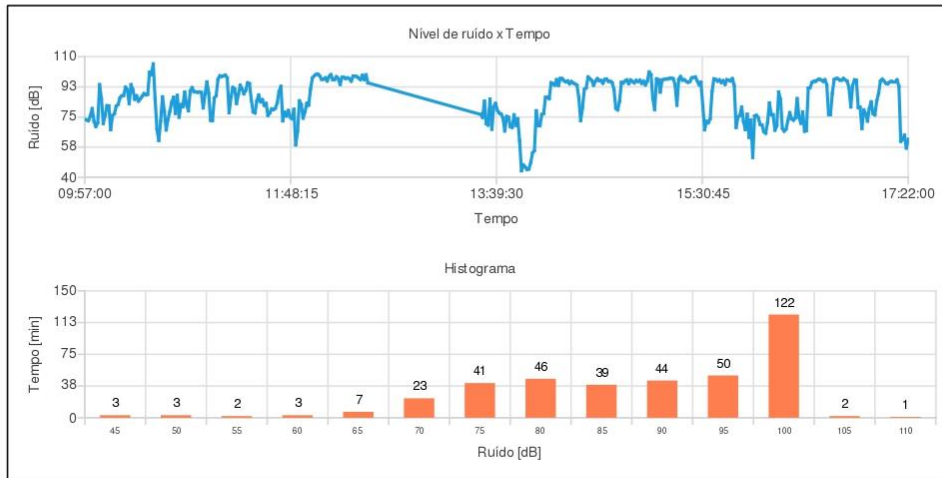 Nível de ruído x Tempo
110
93
75
58
40
Ruído [dB]
09:57:00 11:48:15 13:39:30 15:30:45 17:22:00
Tempo
Histograma
150
113
75
38
0
Tempo [min]
3 3 2 3 7 23 41 46 39 44 50 122 2 1
45 50 55 60 65 70 75 80 85 90 95 100 105 110
Ruído [dB]